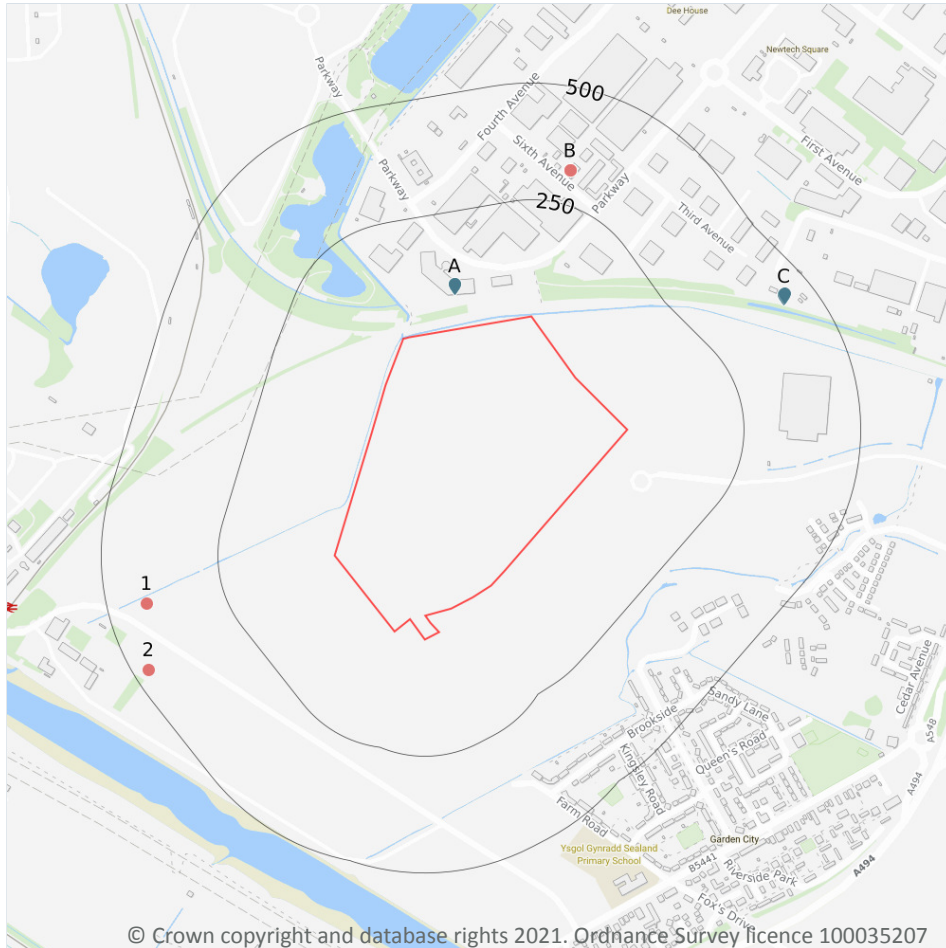 Dee House
Newtech Square
Parkway
500
Fourth Avenue
First Avenue
B
Sixth Avenue
Parkway
Parkway
250
Third Avenue
A
C
1
2
Cedar Avenue
Sandy Lane
A548
Brookside
Queen's Road
Kingsley Road
A494
Farm Road
Garden City
Ysgol Gynradd Sealand
Primary School
B5441
A494
Riverside Park
Fox's Drive
© Crown copyright and database rights 2021. Ordnance Survey licence 100035207